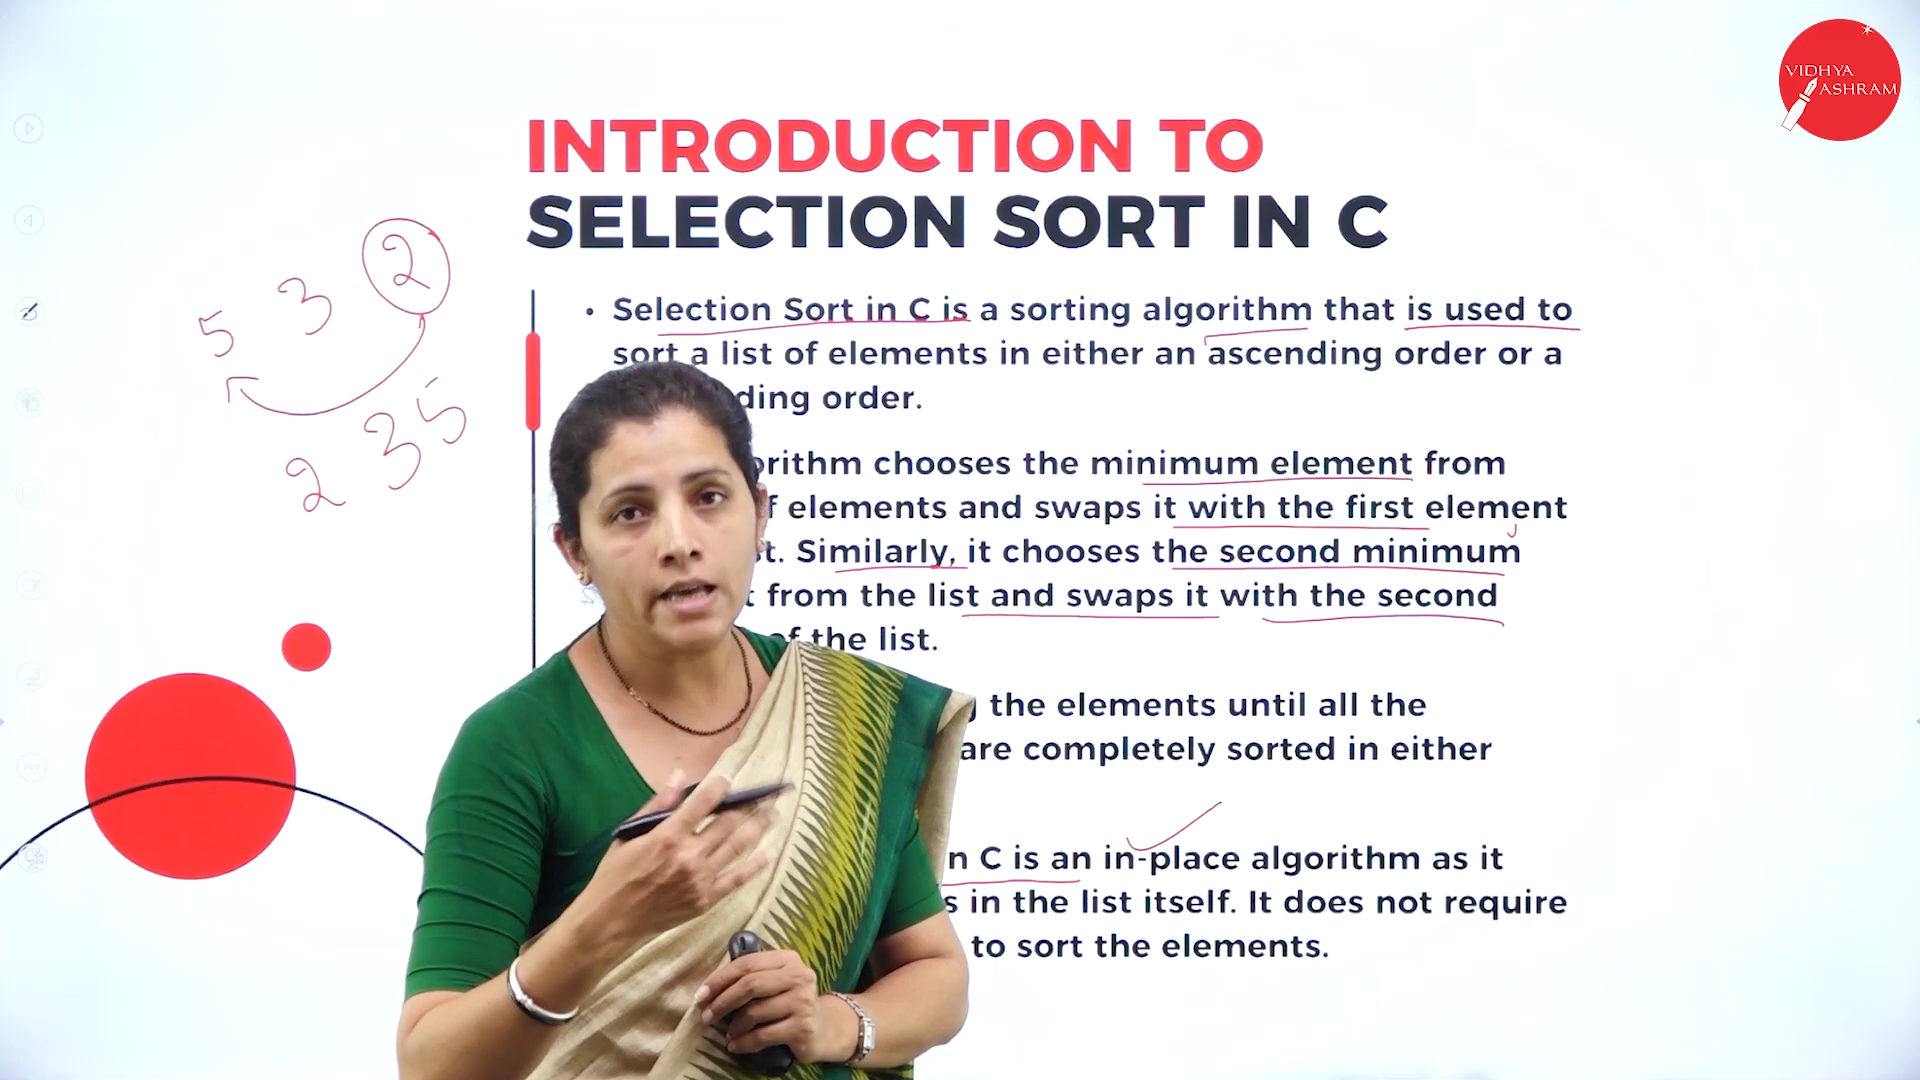 VIDHYA
ASHRAM
INTRODUCTION TO
SELECTION SORT IN C
5 3 2
2 3 5
• Selection Sort in C is a sorting algorithm that is used to
sort a list of elements in either an ascending order or a
order.
chooses the minimum element from
elements and swaps it with the first element
Similarly, it chooses the second minimum
from the list and swaps it with the second
of the list.
the elements until all the
are completely sorted in either
C is an in-place algorithm as it
in the list itself. It does not require
to sort the elements.